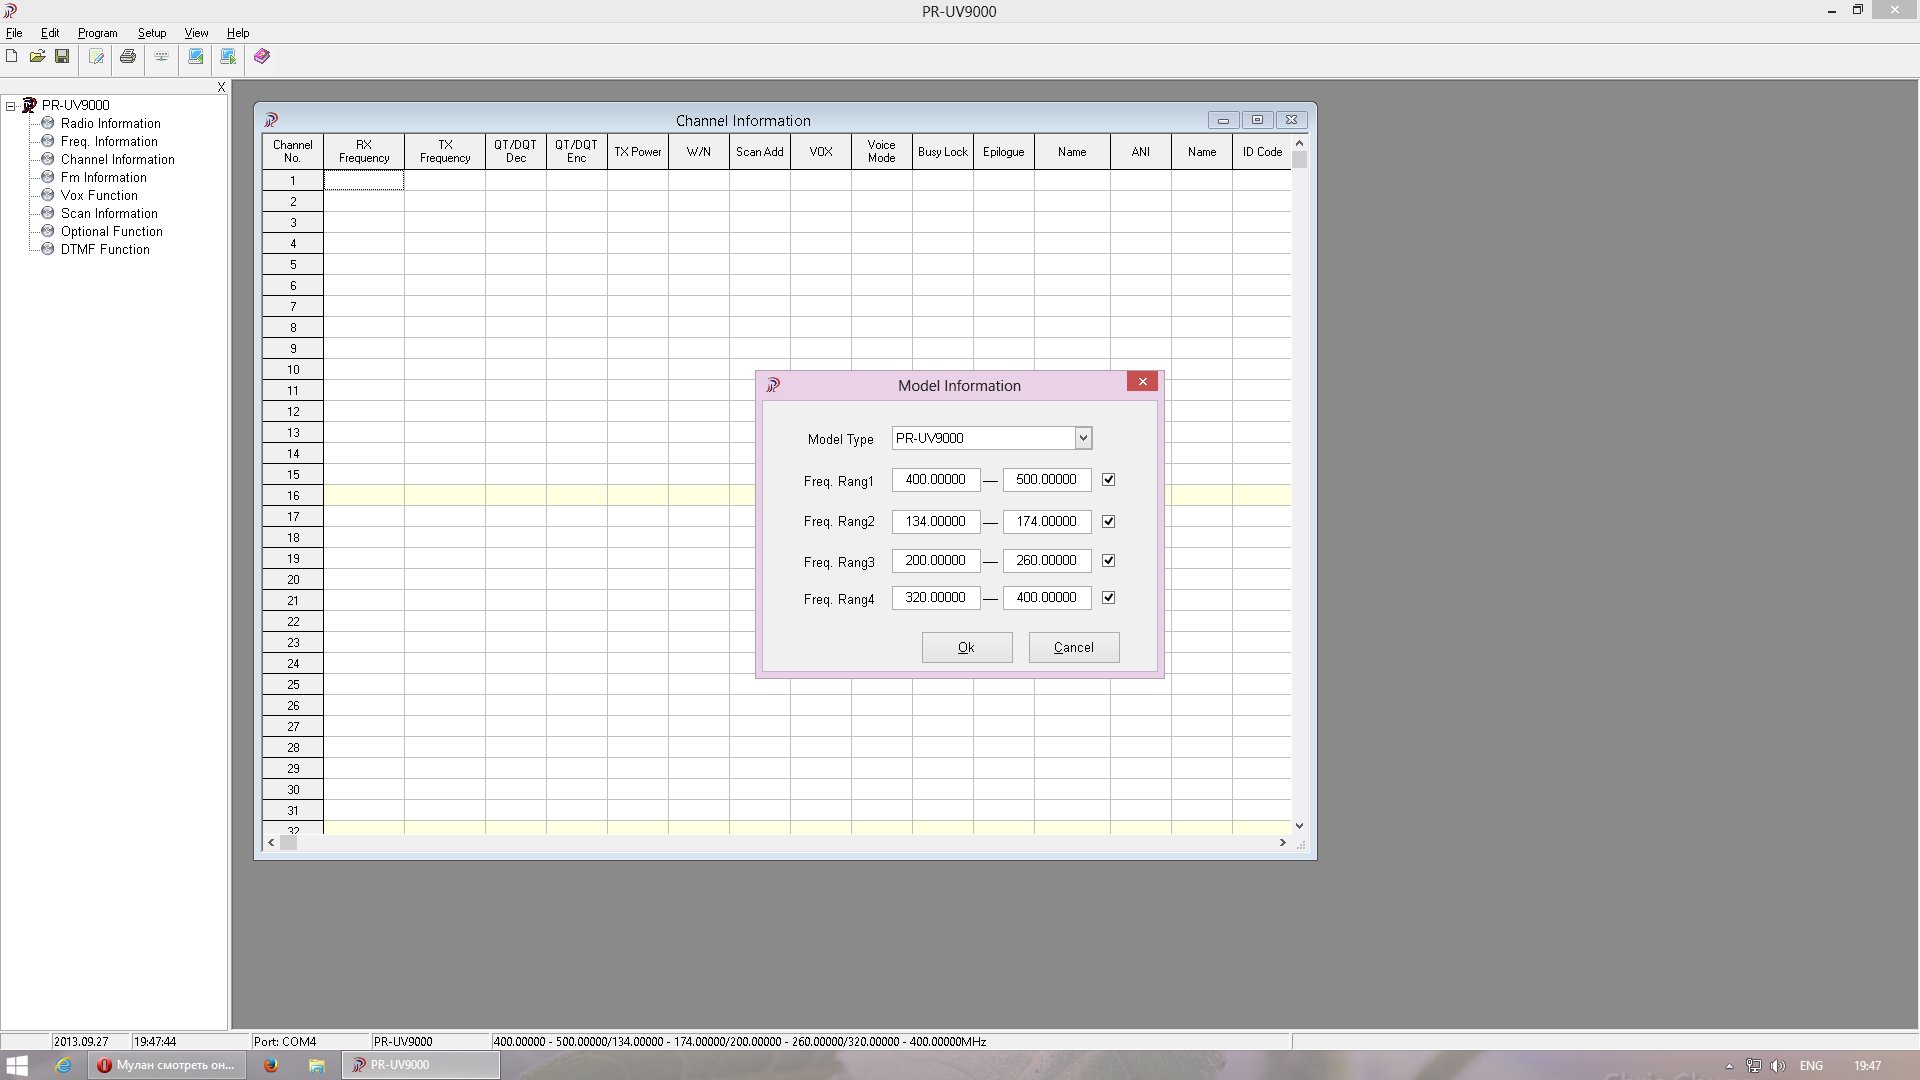 PR-UV9000
File Edit Program Setup View Help
X
PR-UV9000
Radio Information
Freq. Information
Channel Information
Fm Information
Vox Function
Scan Information
Optional Function
DTMF Function
Channel Information
Channel No. RX Frequency TX Frequency QT/DQT Dec QT/DQT Enc TX Power W/N Scan Add VOX Voice Mode Busy Lock Epilogue Name ANI Name ID Code
1
2
3
4
5
6
7
8
9
10
11
12
13
14
15
16
17
18
19
20
21
22
23
24
25
26
27
28
29
30
31
32
Model Information
Model Type PR-UV9000
Freq. Rang1 400.00000 — 500.00000
Freq. Rang2 134.00000 — 174.00000
Freq. Rang3 200.00000 — 260.00000
Freq. Rang4 320.00000 — 400.00000
Ok Cancel
2013.09.27 19:47:44 Port: COM4 PR-UV9000 400.00000 - 500.00000/134.00000 - 174.00000/200.00000 - 260.00000/320.00000 - 400.00000MHz
Мулан смотреть он... PR-UV9000 ENG 19:47